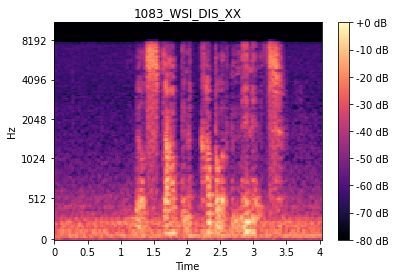 1083_WSI_DIS_XX
+0 dB
8192
-10 dB
4096
-20 dB
-30 dB
2048
Hz
-40 dB
1024
-50 dB
512
-60 dB
-70 dB
0
-80 dB
0 0.5 1 1.5 2 2.5 3 3.5 4
Time